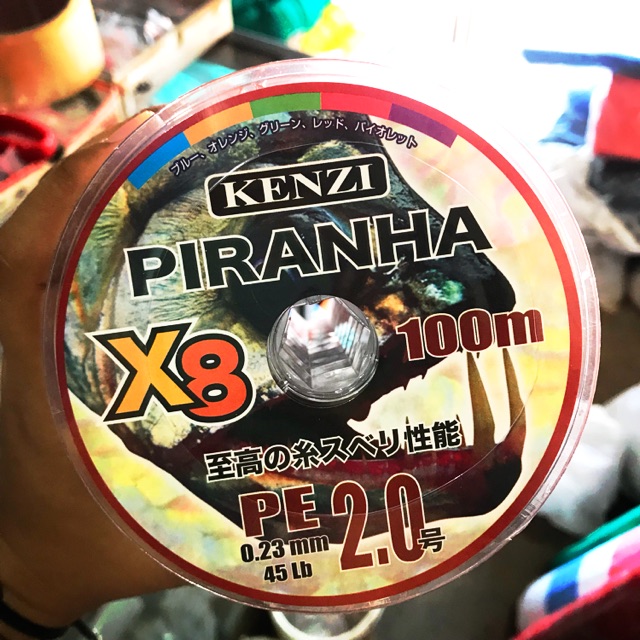 ブルー、オレンジ、グリーン、レッド、バイオレット
KENZI
PIRANHA
X8
100m
至高の糸スベリ性能
PE 2.0号
0.23 mm
45 Lb